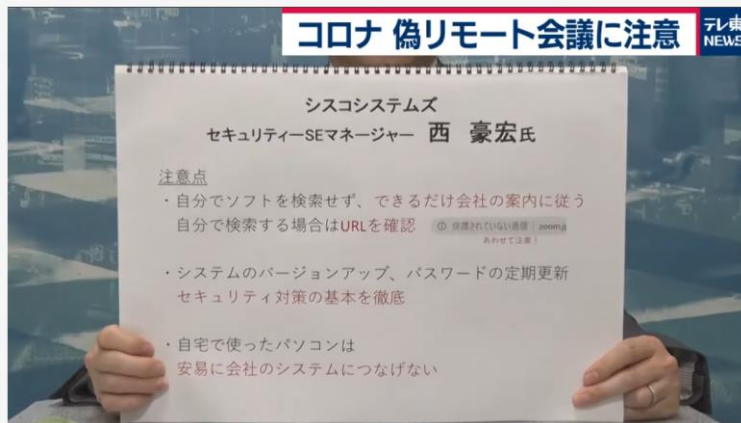 コロナ 偽リモート会議に注意
テレ東
NEWS
シスコシステムズ
セキュリティーSEマネージャー 西 豪宏氏
注意点
・自分でソフトを検索せず、できるだけ会社の案内に従う
自分で検索する場合はURLを確認 ① 保護されていない通信 | zoom.g
あわせて注意！
・システムのバージョンアップ、パスワードの定期更新
セキュリティ対策の基本を徹底
・自宅で使ったパソコンは
安易に会社のシステムにつなげない